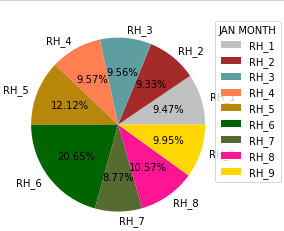 RH_3
RH_4
RH_2
RH_5
RH_6
RH_7
RH_8
9.56%
9.57%
9.33%
12.12%
9.47%
20.65%
9.95%
8.77%
10.57%
JAN MONTH
RH_1
RH_2
RH_3
RH_4
RH_5
RH_6
RH_7
RH_8
RH_9